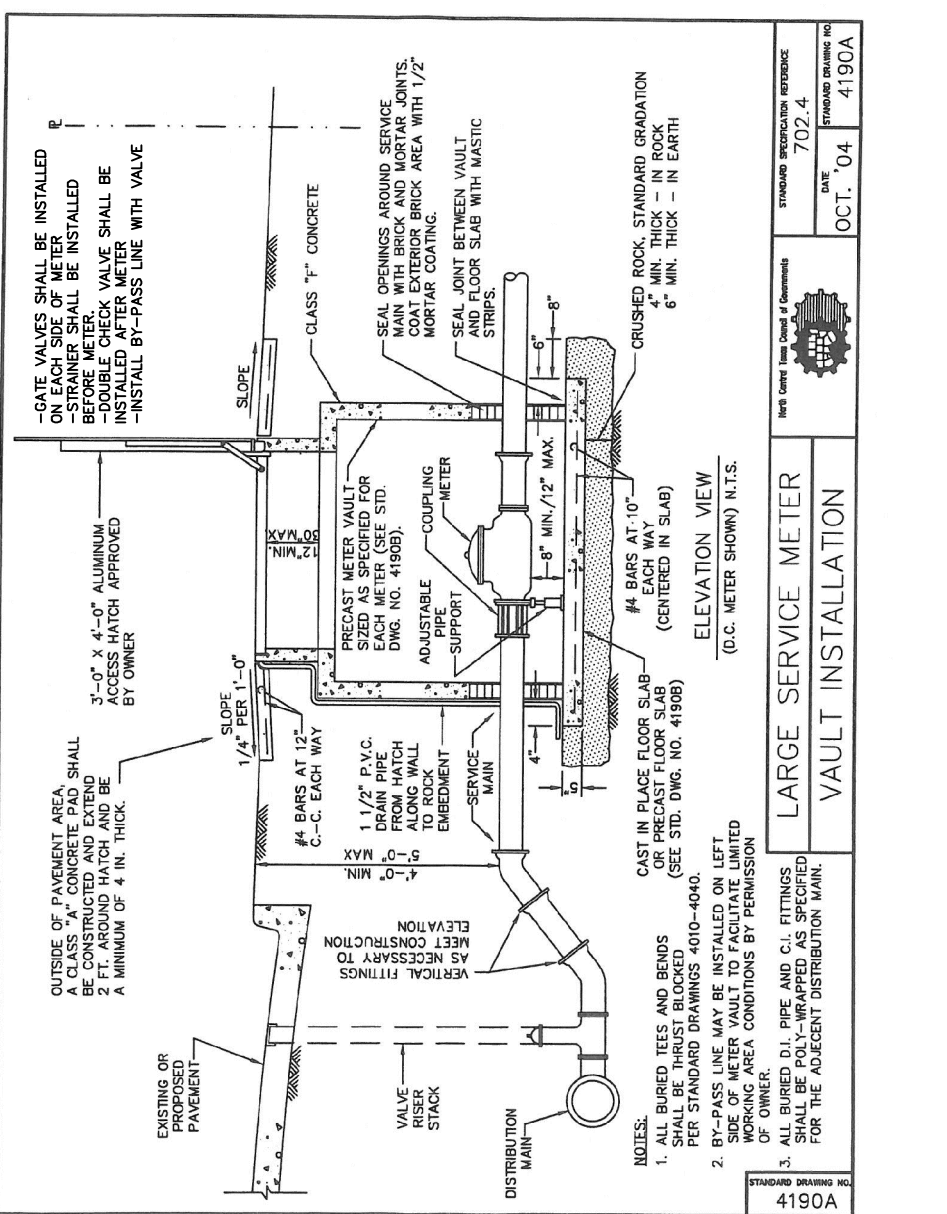 -GATE VALVES SHALL BE INSTALLED
ON EACH SIDE OF METER
-STRAINER SHALL BE INSTALLED
BEFORE METER.
-DOUBLE CHECK VALVE SHALL BE
INSTALLED AFTER METER
-INSTALL BY-PASS LINE WITH VALVE
PL
OUTSIDE OF PAVEMENT AREA,
A CLASS "A" CONCRETE PAD SHALL
BE CONSTRUCTED AND EXTEND
2 FT. AROUND HATCH AND BE
A MINIMUM OF 4 IN. THICK.
3'-0" X 4'-0" ALUMINUM
ACCESS HATCH APPROVED
BY OWNER
SLOPE
1/4" PER 1'-0"
SLOPE
EXISTING OR
PROPOSED
PAVEMENT
#4 BARS AT 12"
C.-C. EACH WAY
12"MIN.
30"MAX
CLASS "F" CONCRETE
PRECAST METER VAULT
SIZED AS SPECIFIED FOR
EACH METER (SEE STD.
DWG. NO. 4190B).
SEAL OPENINGS AROUND SERVICE
MAIN WITH BRICK AND MORTAR JOINTS.
COAT EXTERIOR BRICK AREA WITH 1/2"
MORTAR COATING.
4'-0" MIN.
5'-0" MAX
1 1/2" P.V.C.
DRAIN PIPE
FROM HATCH
ALONG WALL
TO ROCK
EMBEDMENT
ADJUSTABLE
PIPE
SUPPORT
COUPLING
METER
SEAL JOINT BETWEEN VAULT
AND FLOOR SLAB WITH MASTIC
STRIPS.
VERTICAL FITTINGS
AS NECESSARY TO
MEET CONSTRUCTION
ELEVATION
VALVE
RISER
STACK
SERVICE
MAIN
4"
8" MIN./12" MAX.
6"
8"
5"
DISTRIBUTION
MAIN
CAST IN PLACE FLOOR SLAB
OR PRECAST FLOOR SLAB
(SEE STD. DWG. NO. 4190B)
#4 BARS AT 10"
EACH WAY
(CENTERED IN SLAB)
CRUSHED ROCK, STANDARD GRADATION
4" MIN. THICK - IN ROCK
6" MIN. THICK - IN EARTH
ELEVATION VIEW
(D.C. METER SHOWN) N.T.S.
NOTES:
1. ALL BURIED TEES AND BENDS
SHALL BE THRUST BLOCKED
PER STANDARD DRAWINGS 4010-4040.
2. BY-PASS LINE MAY BE INSTALLED ON LEFT
SIDE OF METER VAULT TO FACILITATE LIMITED
WORKING AREA CONDITIONS BY PERMISSION
OF OWNER.
3. ALL BURIED D.I. PIPE AND C.I. FITTINGS
SHALL BE POLY-WRAPPED AS SPECIFIED
FOR THE ADJECENT DISTRIBUTION MAIN.
STANDARD DRAWING NO.
4190A
LARGE SERVICE METER
VAULT INSTALLATION
North Central Texas Council of Governments
STANDARD SPECIFICATION REFERENCE
702.4
DATE
OCT. '04
STANDARD DRAWING NO.
4190A